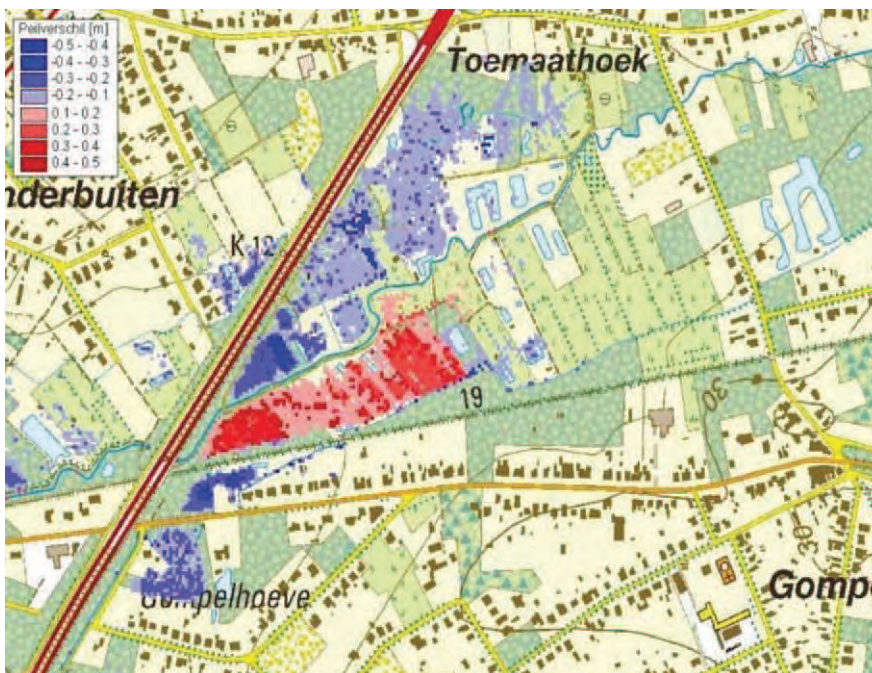 Peilverschil [m]
-0.5 - -0.4
-0.4 - -0.3
-0.3 - -0.2
-0.2 - -0.1
0.1 - 0.2
0.2 - 0.3
0.3 - 0.4
0.4 - 0.5
Toemaathoek
nderbuiten
K 12
19
30
30
Gompelhoeve
Gompe